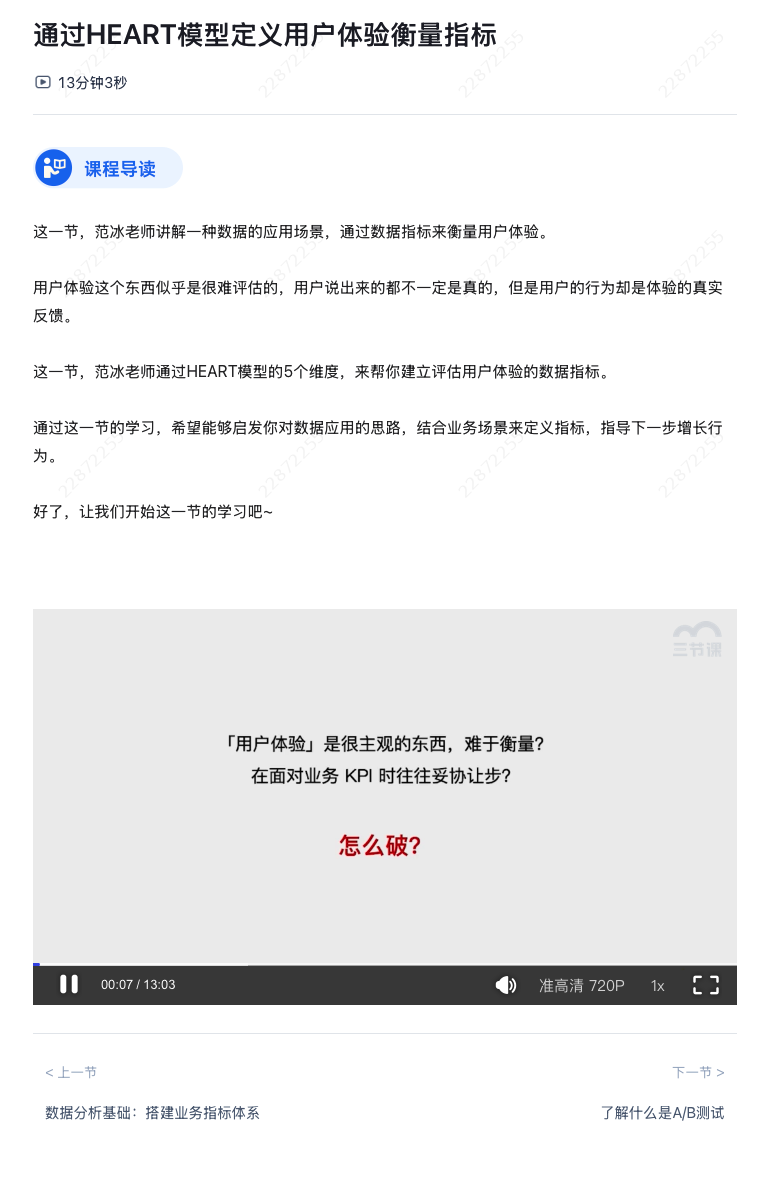 通过HEART模型定义用户体验衡量指标
13分钟3秒
课程导读
这一节，范冰老师讲解一种数据的应用场景，通过数据指标来衡量用户体验。
用户体验这个东西似乎是很难评估的，用户说出来的都不一定是真的，但是用户的行为却是体验的真实
反馈。
这一节，范冰老师通过HEART模型的5个维度，来帮你建立评估用户体验的数据指标。
通过这一节的学习，希望能够启发你对数据应用的思路，结合业务场景来定义指标，指导下一步增长行
为。
好了，让我们开始这一节的学习吧~
三节课
「用户体验」是很主观的东西，难于衡量?
在面对业务 KPI 时往往妥协让步?
怎么破?
00:07 / 13:03 准高清 720P 1x
< 上一节 下一节 >
数据分析基础：搭建业务指标体系 了解什么是A/B测试
22872255